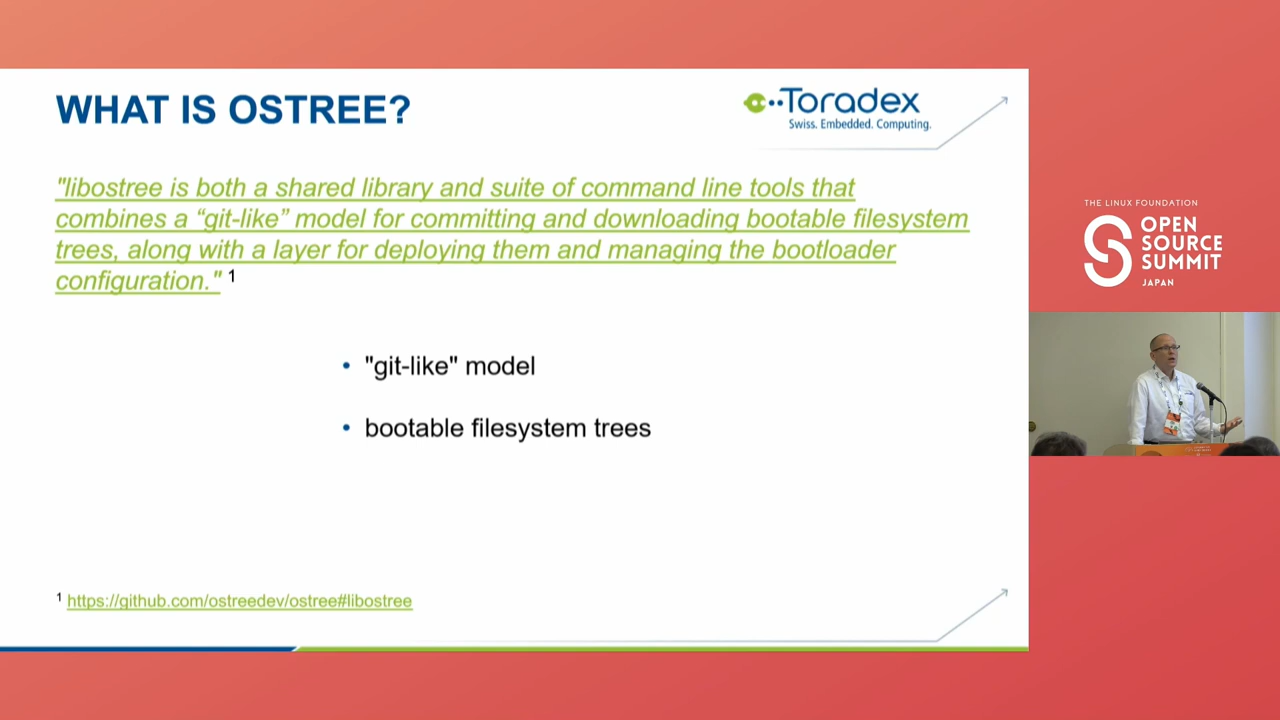 WHAT IS OSTREE?
Toradex
Swiss. Embedded. Computing.
"libostree is both a shared library and suite of command line tools that
combines a “git-like” model for committing and downloading bootable filesystem
trees, along with a layer for deploying them and managing the bootloader
configuration." 1
• "git-like" model
• bootable filesystem trees
1 https://github.com/ostreedev/ostree#libostree
THE LINUX FOUNDATION
OPEN
SOURCE
SUMMIT
JAPAN